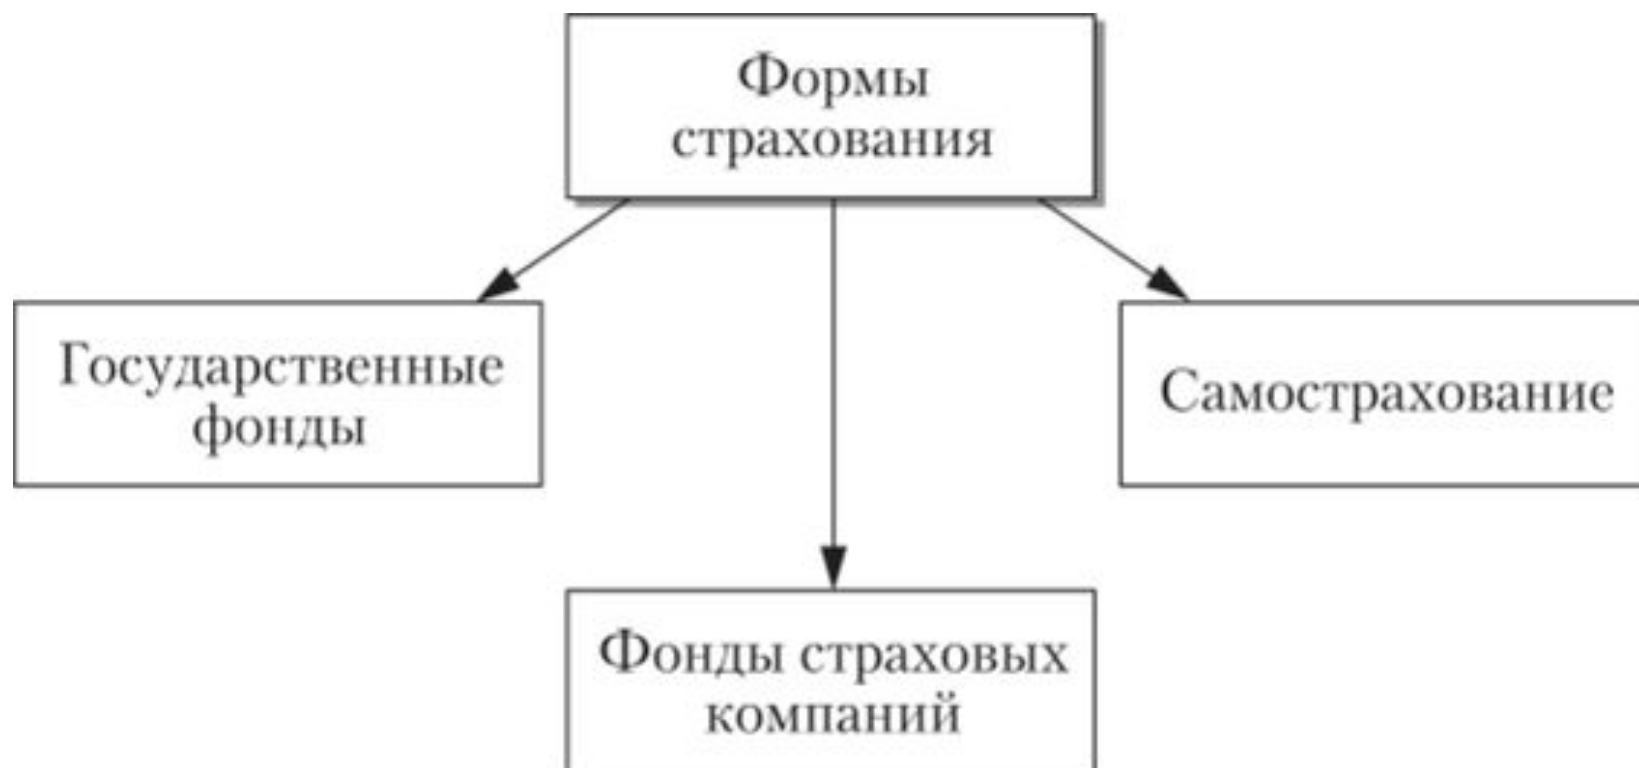 Формы
страхования
Государственные
фонды
Самострахование
Фонды страховых
компаний